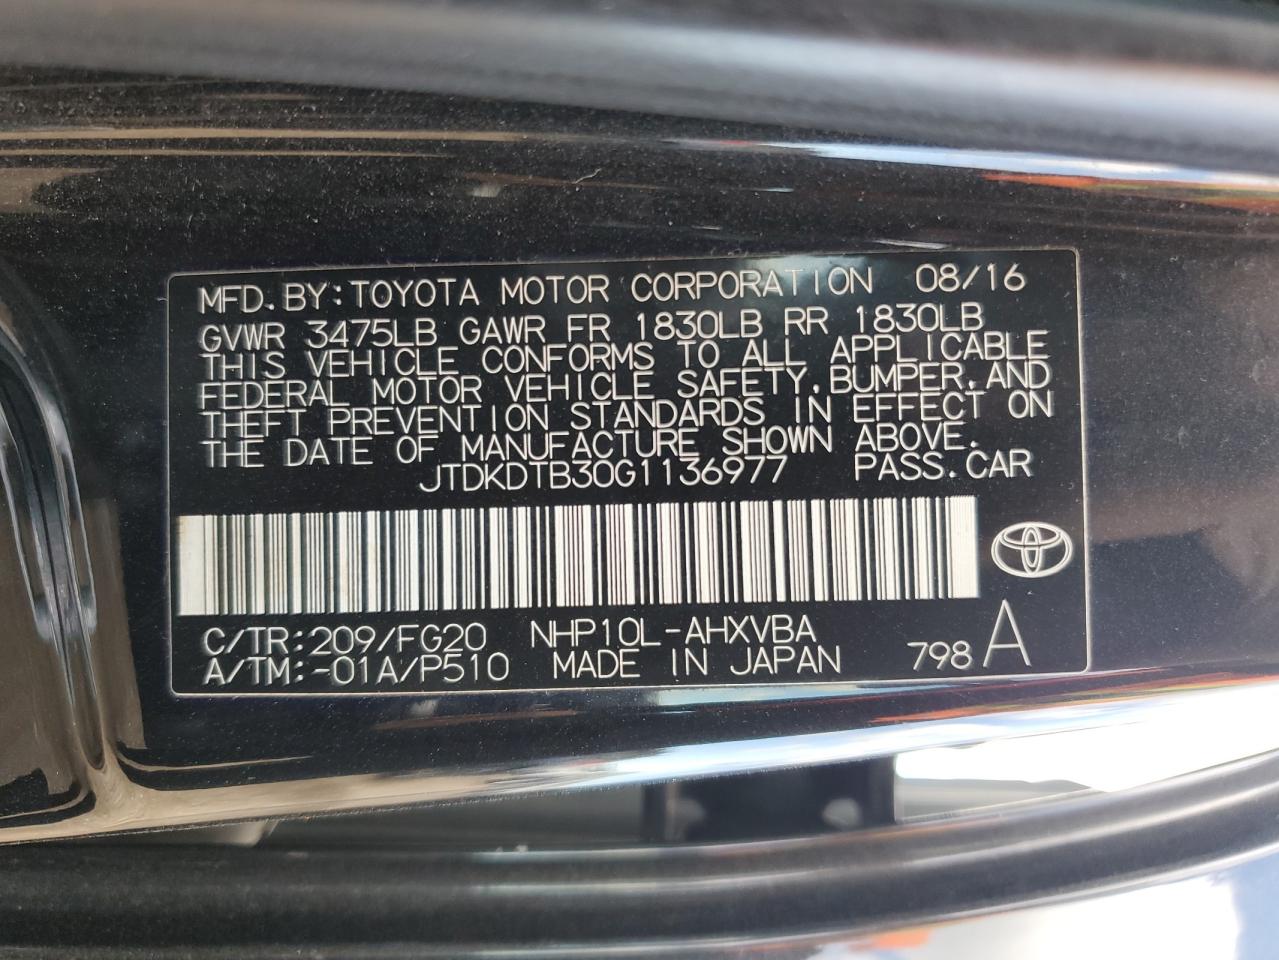 MFD.BY:TOYOTA MOTOR CORPORATION 08/16
GVWR 3475LB GAWR FR 1830LB RR 1830LB
THIS VEHICLE CONFORMS TO ALL APPLICABLE
FEDERAL MOTOR VEHICLE SAFETY,BUMPER,AND
THEFT PREVENTION STANDARDS IN EFFECT ON
THE DATE OF MANUFACTURE SHOWN ABOVE.
JTDKDTB30G1136977 PASS.CAR
C/TR:209/FG20 NHP10L-AHXVBA
A/TM:-01A/P510 MADE IN JAPAN 798 A